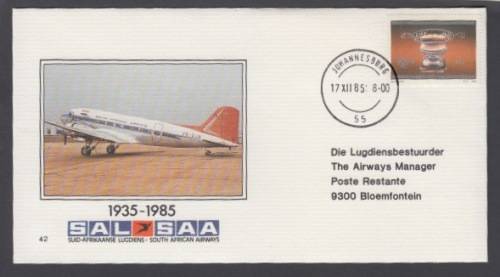 JOHANNESBURG
17 XII 85 8-00
55
Die Lugdiensbestuurder
The Airways Manager
Poste Restante
9300 Bloemfontein
1935-1985
SAL SAA
SUID-AFRIKAANSE LUGDIENS - SOUTH AFRICAN AIRWAYS
42